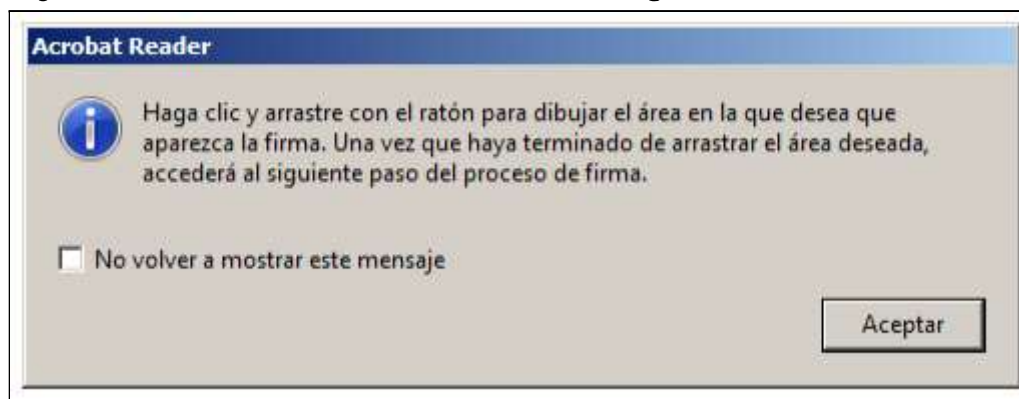 Acrobat Reader
Haga clic y arrastre con el ratón para dibujar el área en la que desea que
aparezca la firma. Una vez que haya terminado de arrastrar el área deseada,
accederá al siguiente paso del proceso de firma.
No volver a mostrar este mensaje
Aceptar